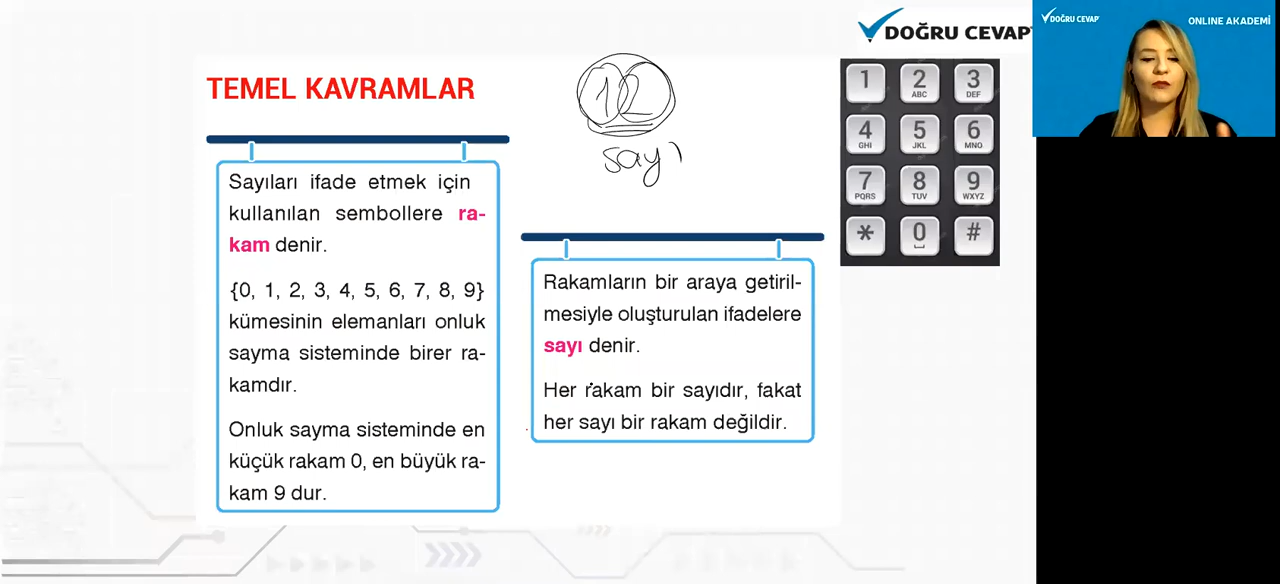 DOĞRU CEVAP
DOĞRU CEVAP
ONLINE AKADEMİ
TEMEL KAVRAMLAR
12
sayı
Sayıları ifade etmek için
kullanılan sembollere ra-
kam denir.
{0, 1, 2, 3, 4, 5, 6, 7, 8, 9}
kümesinin elemanları onluk
sayma sisteminde birer ra-
kamdır.
Onluk sayma sisteminde en
küçük rakam 0, en büyük ra-
kam 9 dur.
Rakamların bir araya getiril-
mesiyle oluşturulan ifadelere
sayı denir.
Her rakam bir sayıdır, fakat
her sayı bir rakam değildir.
1 2 3
ABC DEF
4 5 6
GHI JKL MNO
7 8 9
PQRS TUV WXYZ
* 0 #